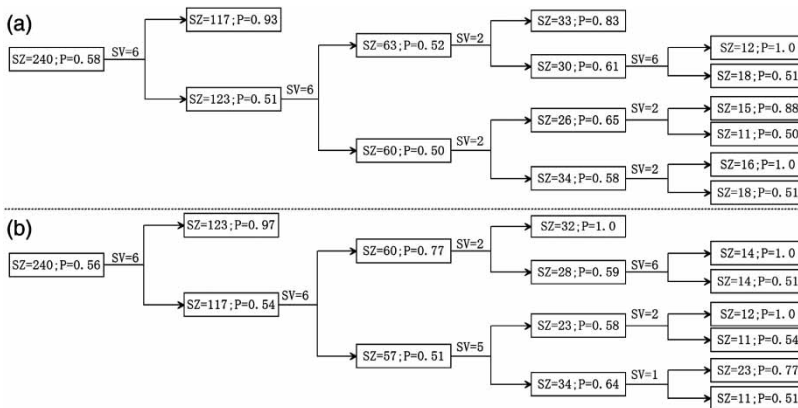 (a)
SZ=240;P=0.58
SV=6
SZ=117;P=0.93
SZ=123;P=0.51
SV=6
SZ=63;P=0.52
SV=2
SZ=33;P=0.83
SZ=30;P=0.61
SV=6
SZ=12;P=1.0
SZ=18;P=0.51
SZ=60;P=0.50
SV=2
SZ=26;P=0.65
SV=2
SZ=15;P=0.88
SZ=11;P=0.50
SZ=34;P=0.58
SV=2
SZ=16;P=1.0
SZ=18;P=0.51
(b)
SZ=240;P=0.56
SV=6
SZ=123;P=0.97
SZ=117;P=0.54
SV=6
SZ=60;P=0.77
SV=2
SZ=32;P=1.0
SZ=28;P=0.59
SV=6
SZ=14;P=1.0
SZ=14;P=0.51
SZ=57;P=0.51
SV=5
SZ=23;P=0.58
SV=2
SZ=12;P=1.0
SZ=11;P=0.54
SZ=34;P=0.64
SV=1
SZ=23;P=0.77
SZ=11;P=0.51